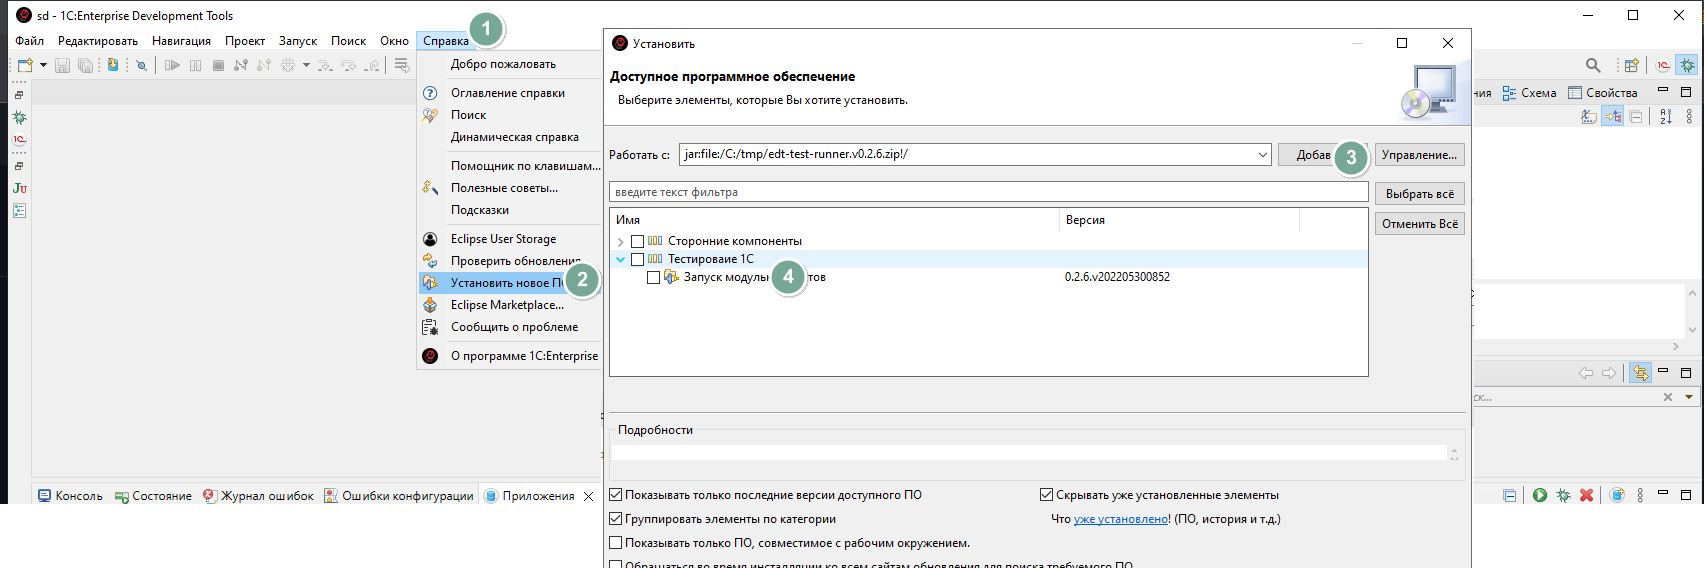 sd - 1C:Enterprise Development Tools
Файл Редактировать Навигация Проект Запуск Поиск Окно Справка
1
Добро пожаловать
Оглавление справки
Поиск
Динамическая справка
Помощник по клавишам...
Полезные советы...
Подсказки
Eclipse User Storage
Проверить обновления
Установить новое П
2
Eclipse Marketplace...
Сообщить о проблеме
О программе 1C:Enterprise
Установить
Доступное программное обеспечение
Выберите элементы, которые Вы хотите установить.
Работать с: jar:file:/C:/tmp/edt-test-runner.v0.2.6.zip!/ Добав 3 Управление...
введите текст фильтра Выбрать всё
Отменить Всё
Имя Версия
Сторонние компоненты
Тестироваие 1С
Запуск модуль 4 тов 0.2.6.v202205300852
Подробности
Показывать только последние версии доступного ПО
Скрывать уже установленные элементы
Группировать элементы по категории
Что уже установлено! (ПО, история и т.д.)
Показывать только ПО, совместимое с рабочим окружением.
Обращаться во время инсталляции ко всем сайтам обновления для поиска требуемого ПО
ния Схема Свойства
ск...
Консоль Состояние Журнал ошибок Ошибки конфигурации Приложения